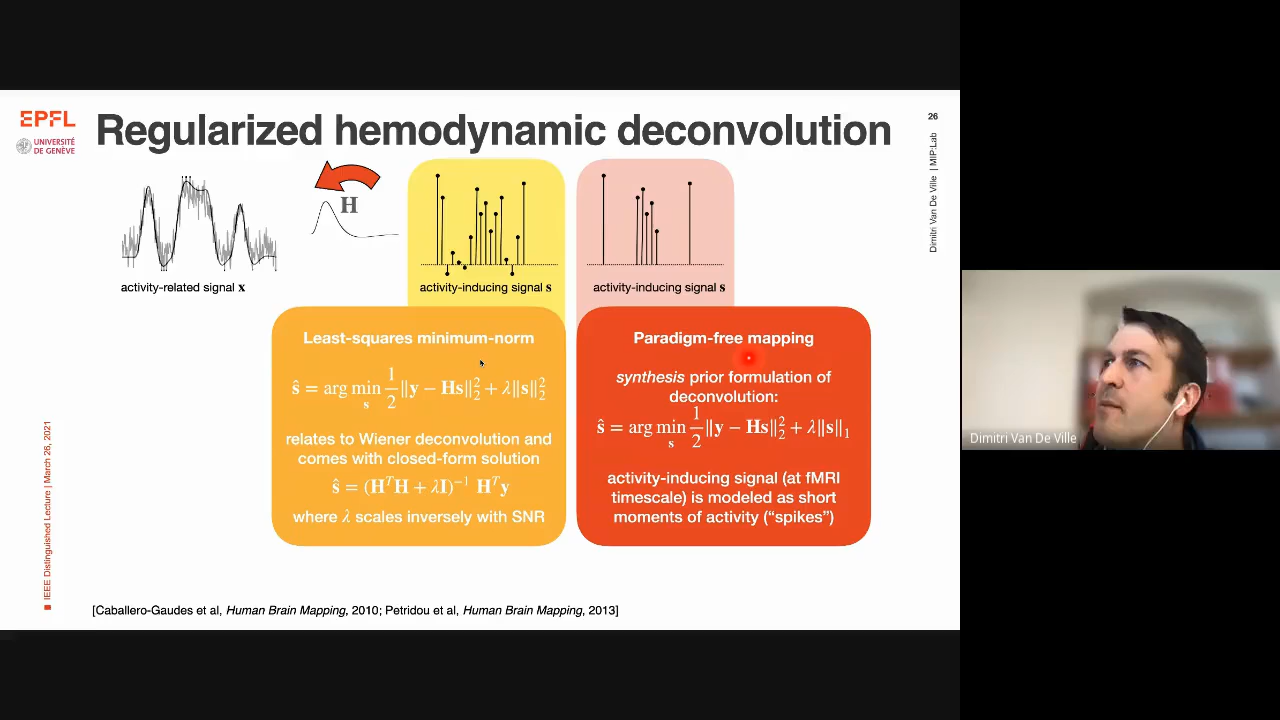 EPFL
UNIVERSITÉ
DE GENÈVE
Regularized hemodynamic deconvolution
26
Dimitri Van De Ville | MIP:Lab
H
activity-related signal x
activity-inducing signal s
activity-inducing signal s
Least-squares minimum-norm
ŝ = arg min_s 1/2 ||y − Hs||₂² + λ||s||₂²
relates to Wiener deconvolution and
comes with closed-form solution
ŝ = (HᵀH + λI)⁻¹ Hᵀy
where λ scales inversely with SNR
Paradigm-free mapping
synthesis prior formulation of
deconvolution:
ŝ = arg min_s 1/2 ||y − Hs||₂² + λ||s||₁
activity-inducing signal (at fMRI
timescale) is modeled as short
moments of activity (“spikes”)
IEEE Distinguished Lecture | March 26, 2021
[Caballero-Gaudes et al, Human Brain Mapping, 2010; Petridou et al, Human Brain Mapping, 2013]
Dimitri Van De Ville